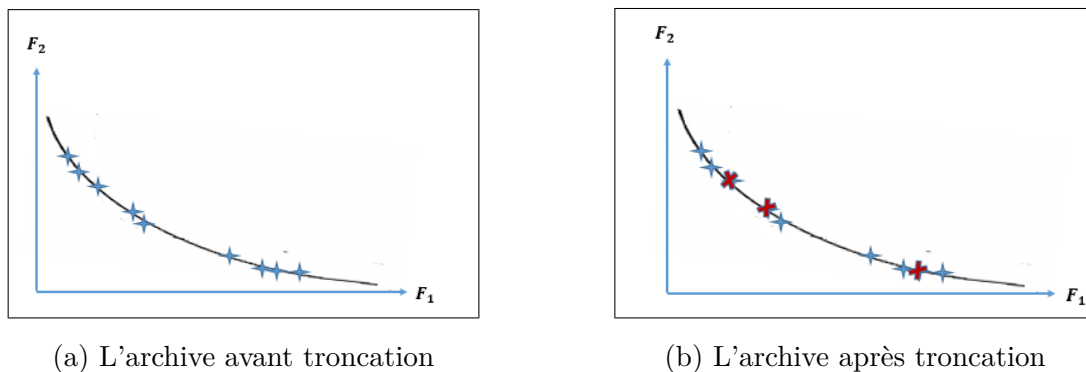 F₂
F₁
(a) L'archive avant troncation
F₂
F₁
(b) L'archive après troncation